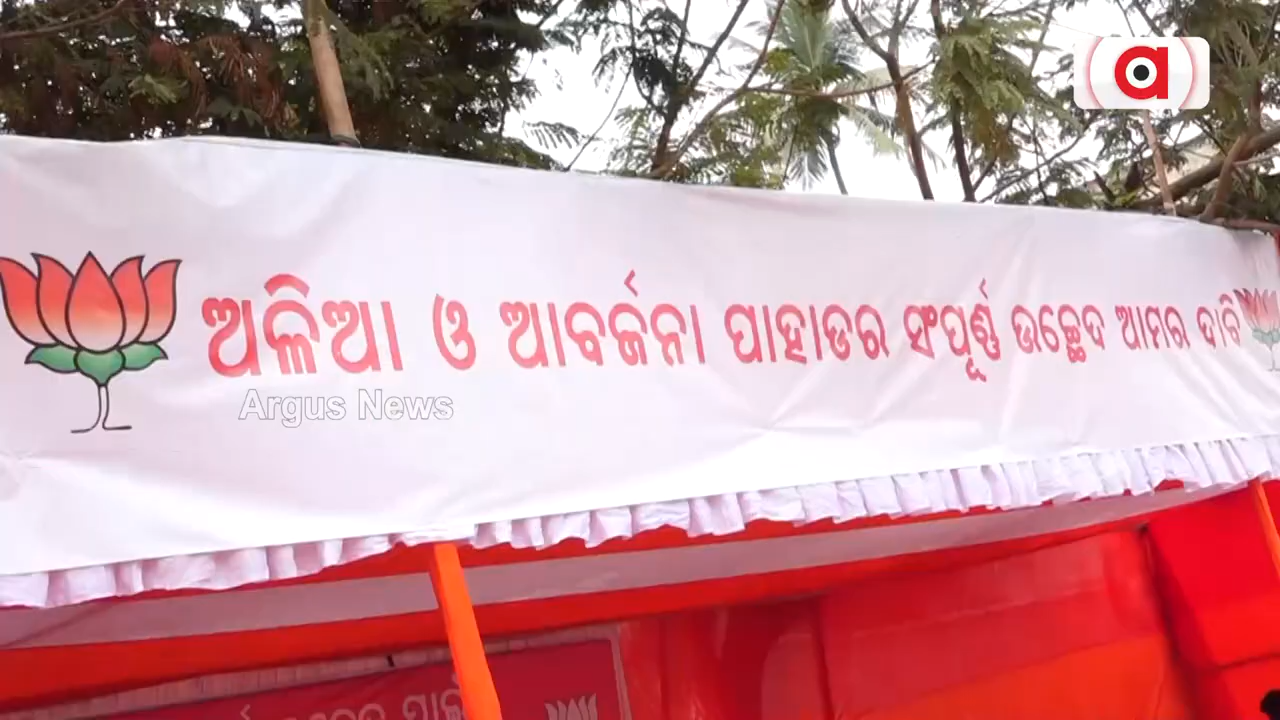 ଅଳିଆ ଓ ଆବର୍ଜନା ପାହାଡର ସଂପୂର୍ଣ୍ଣ ଉଚ୍ଛେଦ ଆମର ଦାବି
Argus News